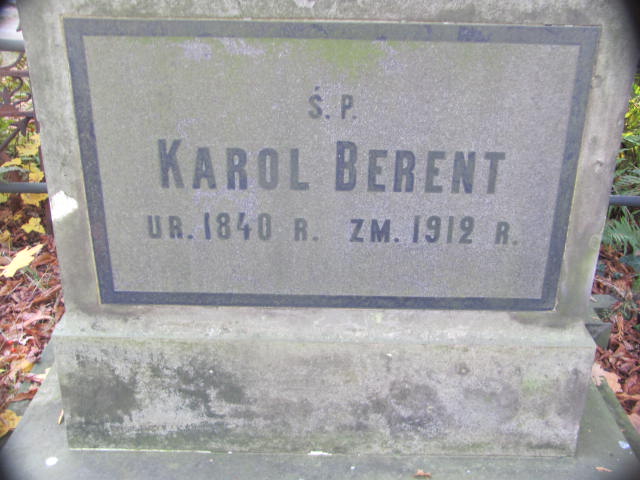 Ś. P.
KAROL BERENT
UR. 1840 R. ZM. 1912 R.